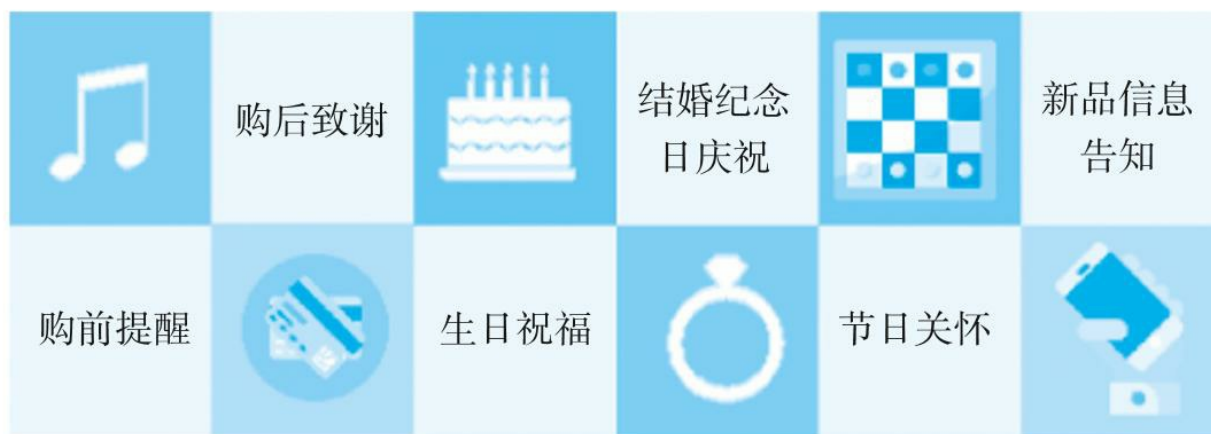 购后致谢
结婚纪念
日庆祝
新品信息
告知
购前提醒
生日祝福
节日关怀